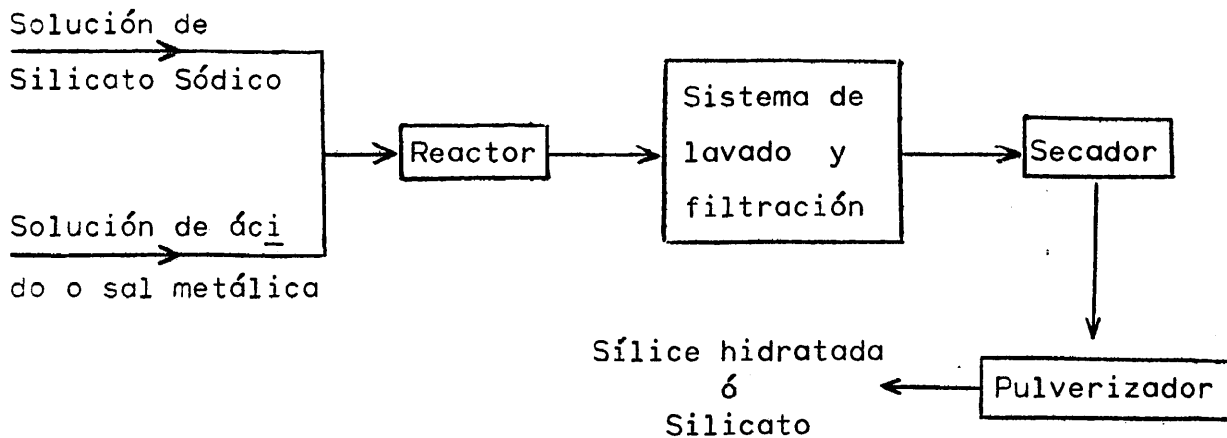 Solución de
Silicato Sódico
Solución de áci
do o sal metálica
Reactor
Sistema de
lavado y
filtración
Secador
Pulverizador
Sílice hidratada
ó
Silicato